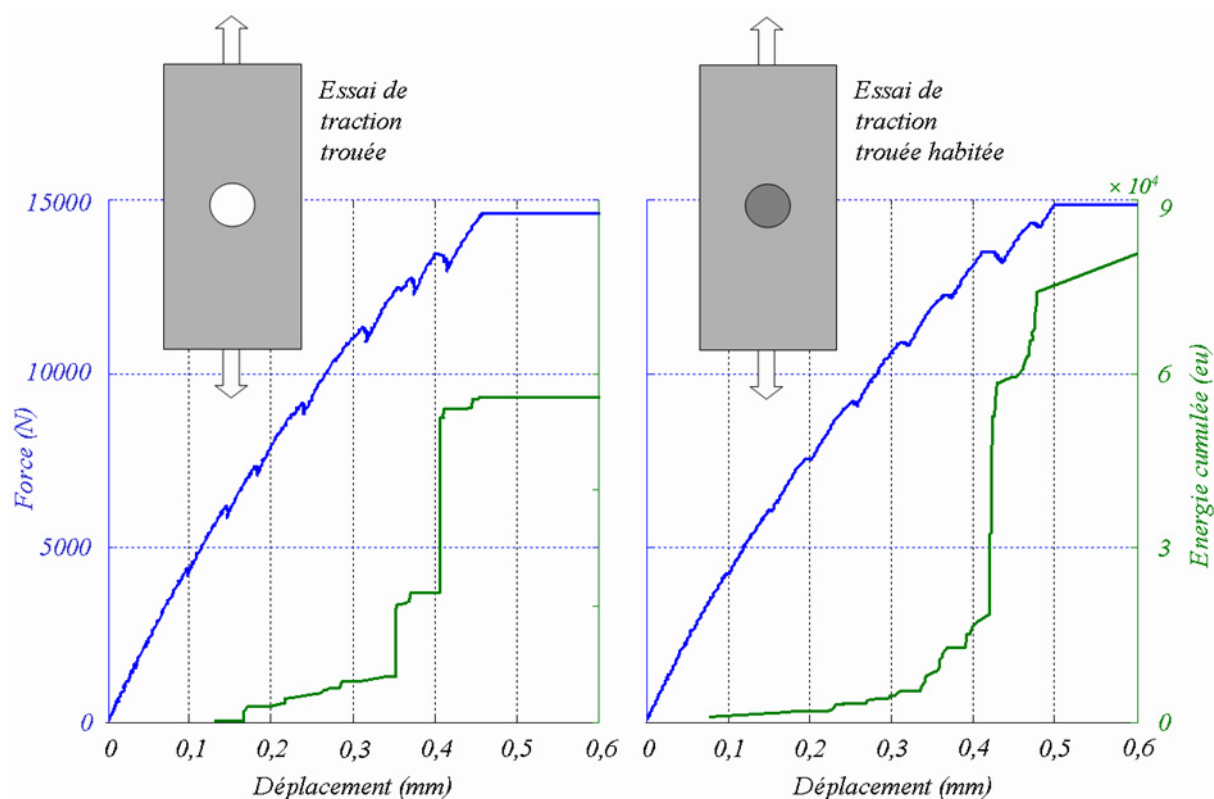 Essai de
traction
trouée
Essai de
traction
trouée habitée
× 10⁴
15000
10000
5000
0
Force (N)
0 0,1 0,2 0,3 0,4 0,5 0,6
Déplacement (mm)
0 0,1 0,2 0,3 0,4 0,5 0,6
Déplacement (mm)
9
6
3
0
Energie cumulée (eu)